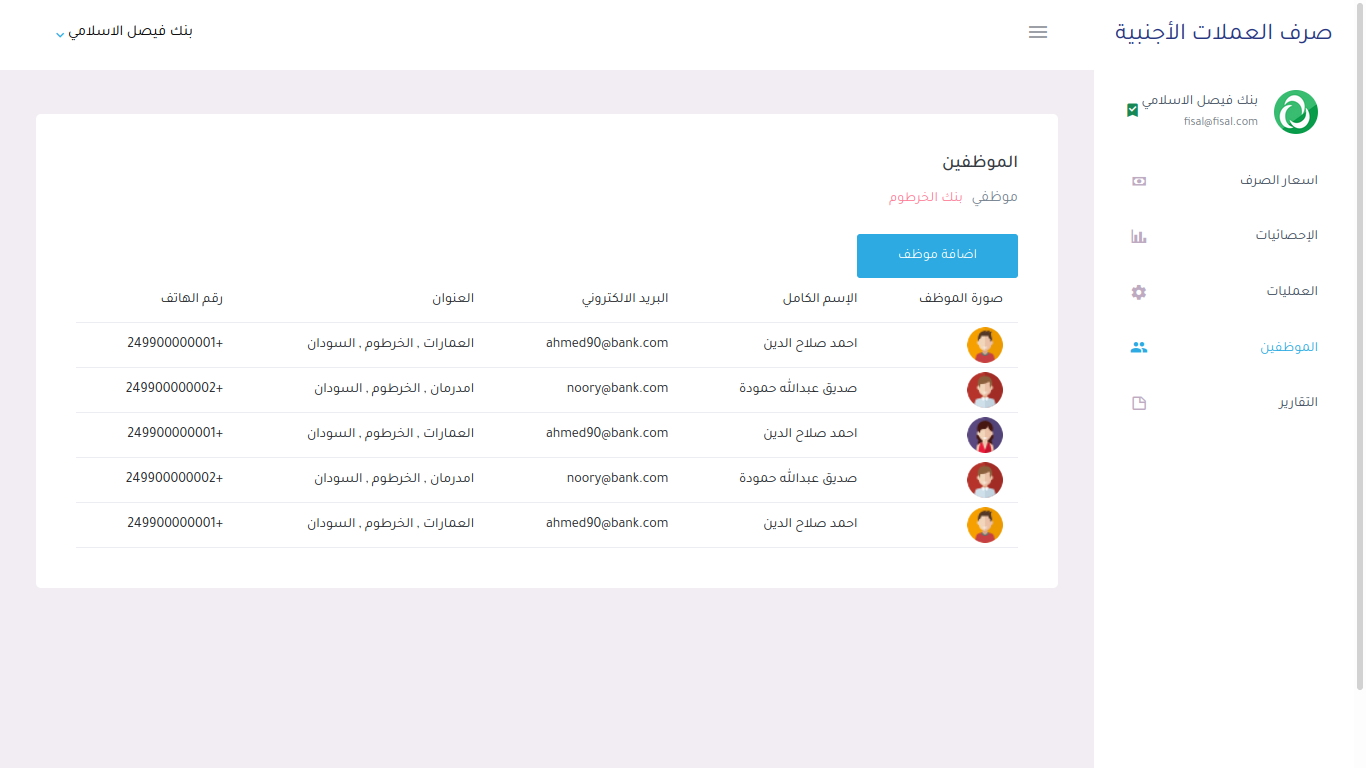 صرف العملات الأجنبية
بنك فيصل الاسلامي
بنك فيصل الاسلامي
fisal@fisal.com
اسعار الصرف
الإحصائيات
العمليات
الموظفين
التقارير
الموظفين
موظفي بنك الخرطوم
اضافة موظف
صورة الموظف الإسم الكامل البريد الالكتروني العنوان رقم الهاتف
احمد صلاح الدين ahmed90@bank.com العمارات , الخرطوم , السودان 249900000001+
صديق عبدالله حمودة noory@bank.com امدرمان , الخرطوم , السودان 249900000002+
احمد صلاح الدين ahmed90@bank.com العمارات , الخرطوم , السودان 249900000001+
صديق عبدالله حمودة noory@bank.com امدرمان , الخرطوم , السودان 249900000002+
احمد صلاح الدين ahmed90@bank.com العمارات , الخرطوم , السودان 249900000001+